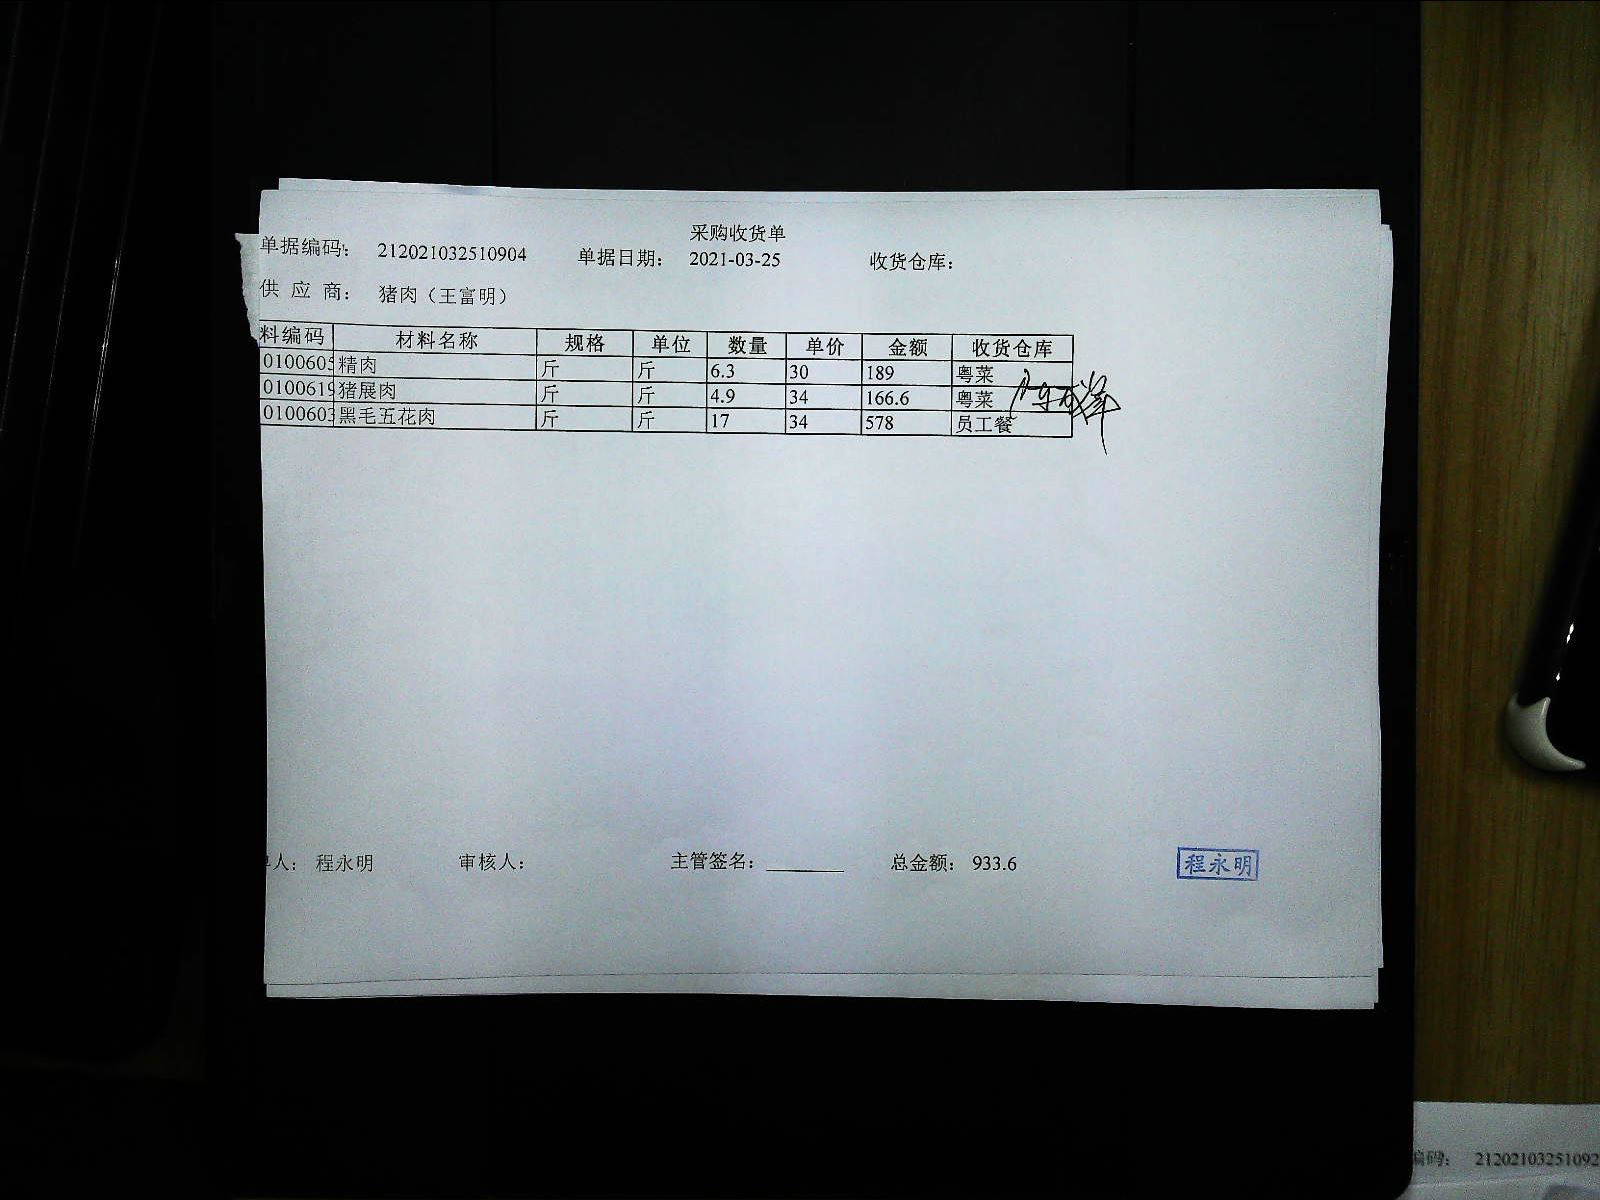 采购收货单
单据编码： 212021032510904 单据日期： 2021-03-25 收货仓库：
供 应 商： 猪肉（王富明）
料编码 材料名称 规格 单位 数量 单价 金额 收货仓库
0100605 精肉 斤 斤 6.3 30 189 粤菜
0100619 猪展肉 斤 斤 4.9 34 166.6 粤菜
0100603 黑毛五花肉 斤 斤 17 34 578 员工餐
人： 程永明 审核人： 主管签名： 总金额： 933.6 程永明
编码： 21202103251092